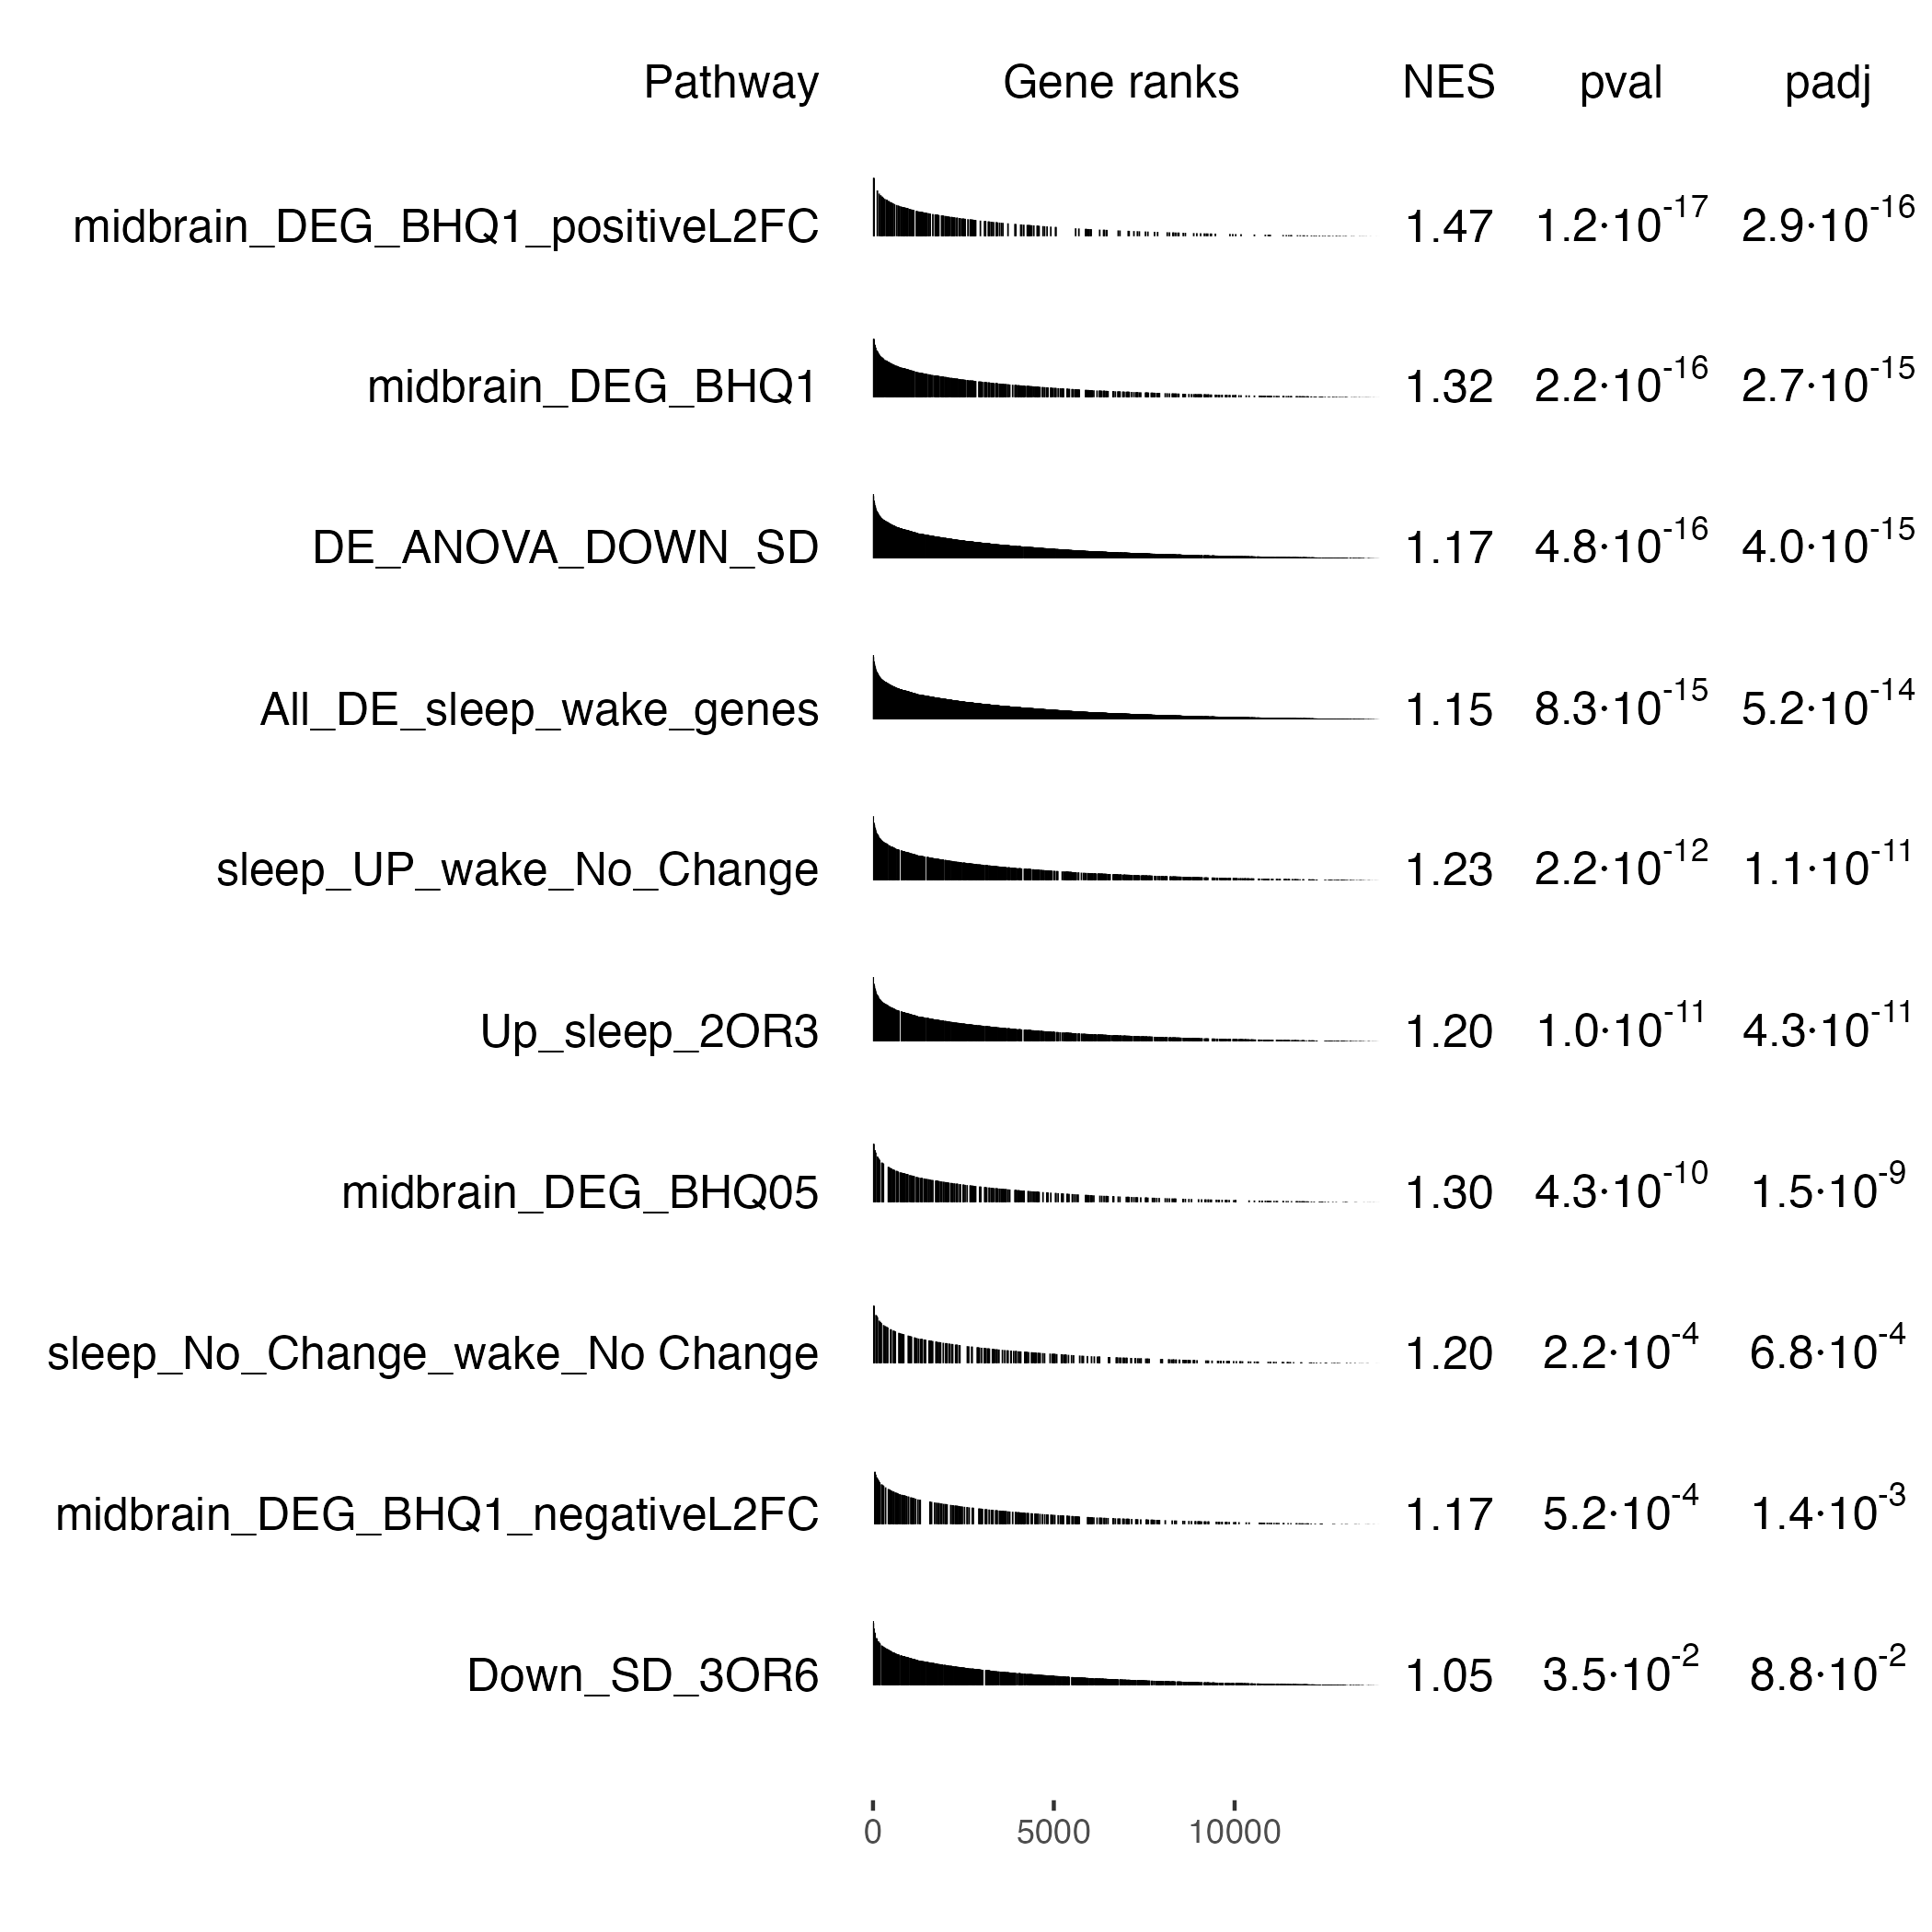 Pathway Gene ranks NES pval padj
midbrain_DEG_BHQ1_positiveL2FC 1.47 1.2·10^-17 2.9·10^-16
midbrain_DEG_BHQ1 1.32 2.2·10^-16 2.7·10^-15
DE_ANOVA_DOWN_SD 1.17 4.8·10^-16 4.0·10^-15
All_DE_sleep_wake_genes 1.15 8.3·10^-15 5.2·10^-14
sleep_UP_wake_No_Change 1.23 2.2·10^-12 1.1·10^-11
Up_sleep_2OR3 1.20 1.0·10^-11 4.3·10^-11
midbrain_DEG_BHQ05 1.30 4.3·10^-10 1.5·10^-9
sleep_No_Change_wake_No Change 1.20 2.2·10^-4 6.8·10^-4
midbrain_DEG_BHQ1_negativeL2FC 1.17 5.2·10^-4 1.4·10^-3
Down_SD_3OR6 1.05 3.5·10^-2 8.8·10^-2
0 5000 10000